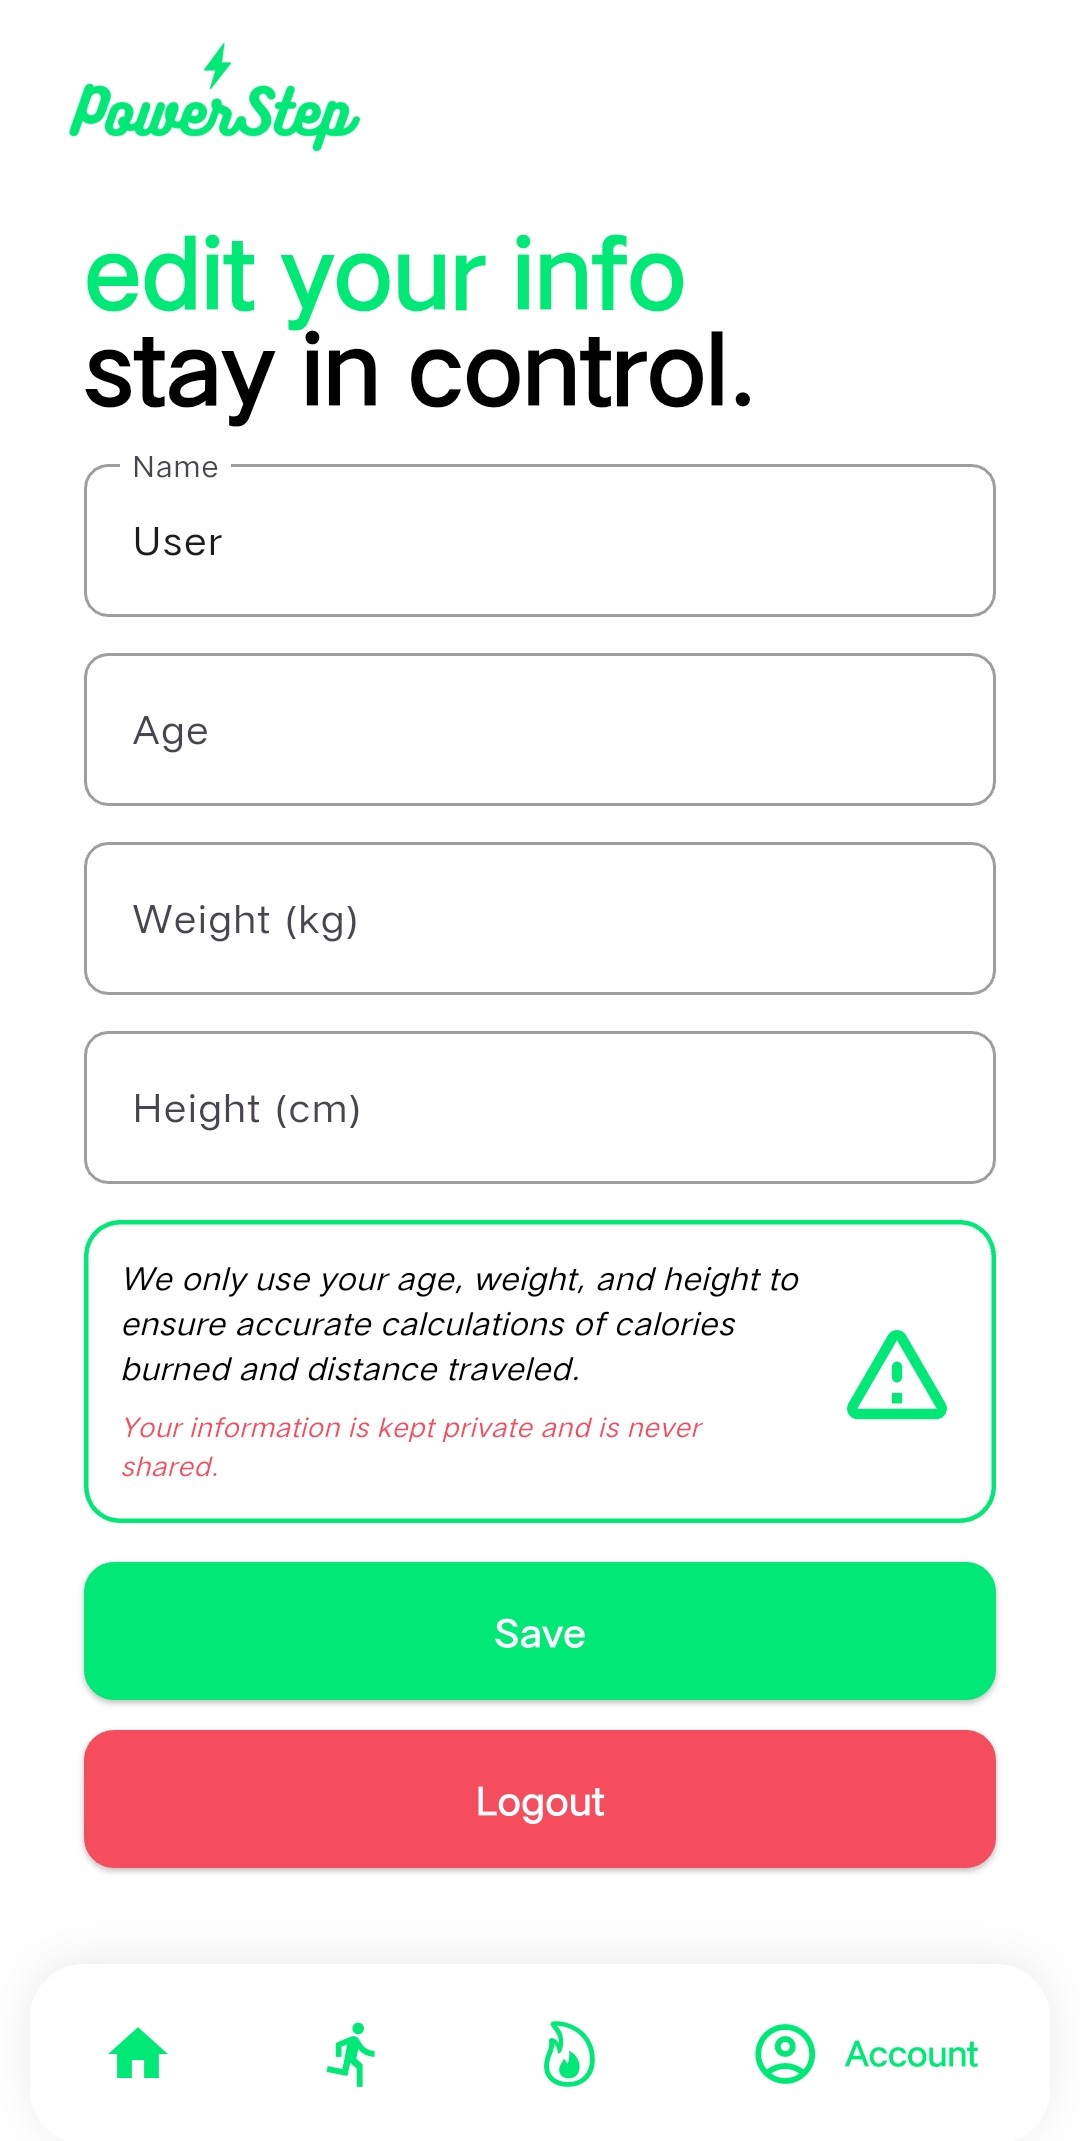 PowerStep
edit your info
stay in control.
Name
User
Age
Weight (kg)
Height (cm)
We only use your age, weight, and height to
ensure accurate calculations of calories
burned and distance traveled.
Your information is kept private and is never
shared.
Save
Logout
Account